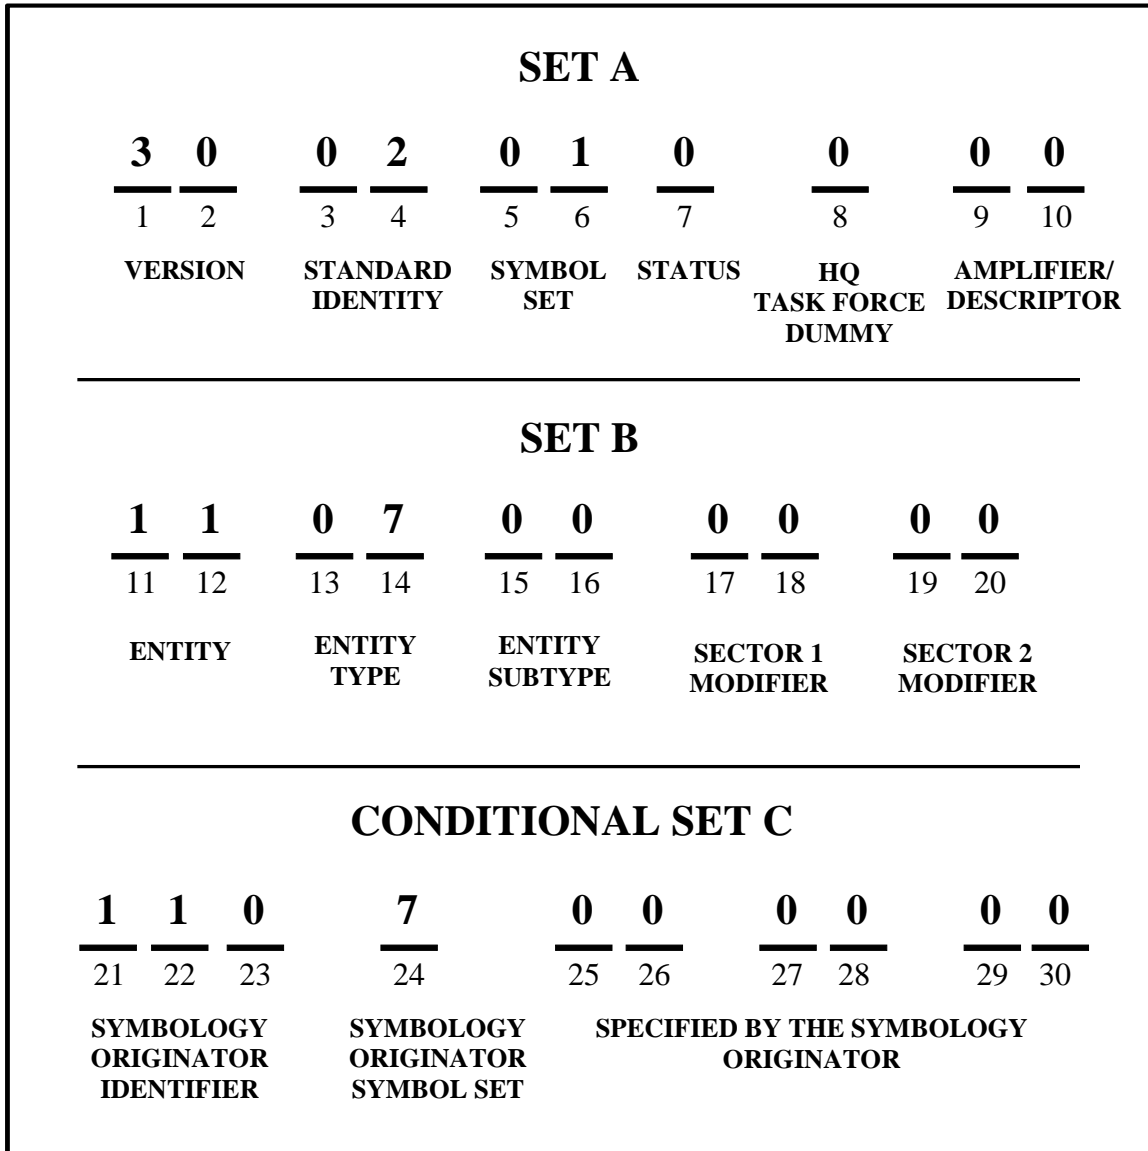 SET A
3 0 0 2 0 1 0 0 0 0
1 2 3 4 5 6 7 8 9 10
VERSION STANDARD IDENTITY SYMBOL SET STATUS HQ TASK FORCE DUMMY AMPLIFIER/ DESCRIPTOR
SET B
1 1 0 7 0 0 0 0 0 0
11 12 13 14 15 16 17 18 19 20
ENTITY ENTITY TYPE ENTITY SUBTYPE SECTOR 1 MODIFIER SECTOR 2 MODIFIER
CONDITIONAL SET C
1 1 0 7 0 0 0 0 0 0
21 22 23 24 25 26 27 28 29 30
SYMBOLOGY ORIGINATOR IDENTIFIER SYMBOLOGY ORIGINATOR SYMBOL SET SPECIFIED BY THE SYMBOLOGY ORIGINATOR